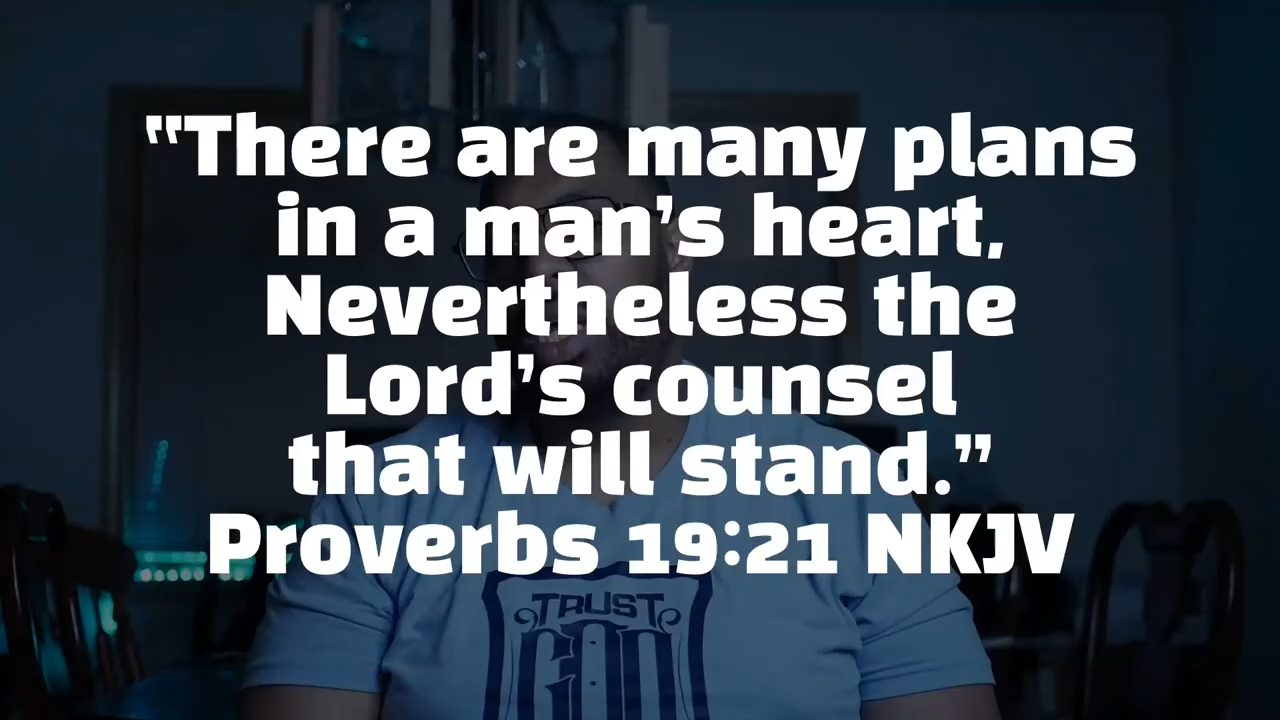 “There are many plans
in a man’s heart,
Nevertheless the
Lord’s counsel
that will stand.”
Proverbs 19:21 NKJV
TRUST
GOD